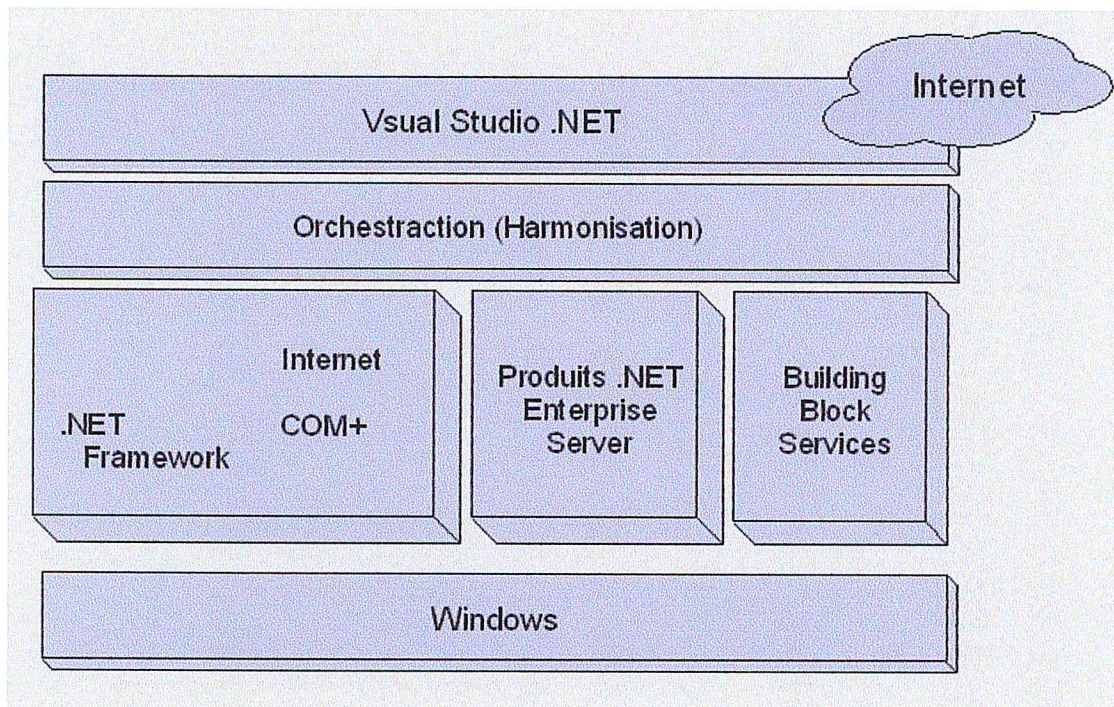 Internet
Vsual Studio .NET
Orchestraction (Harmonisation)
Internet
.NET
Framework
COM+
Produits .NET
Enterprise
Server
Building
Block
Services
Windows